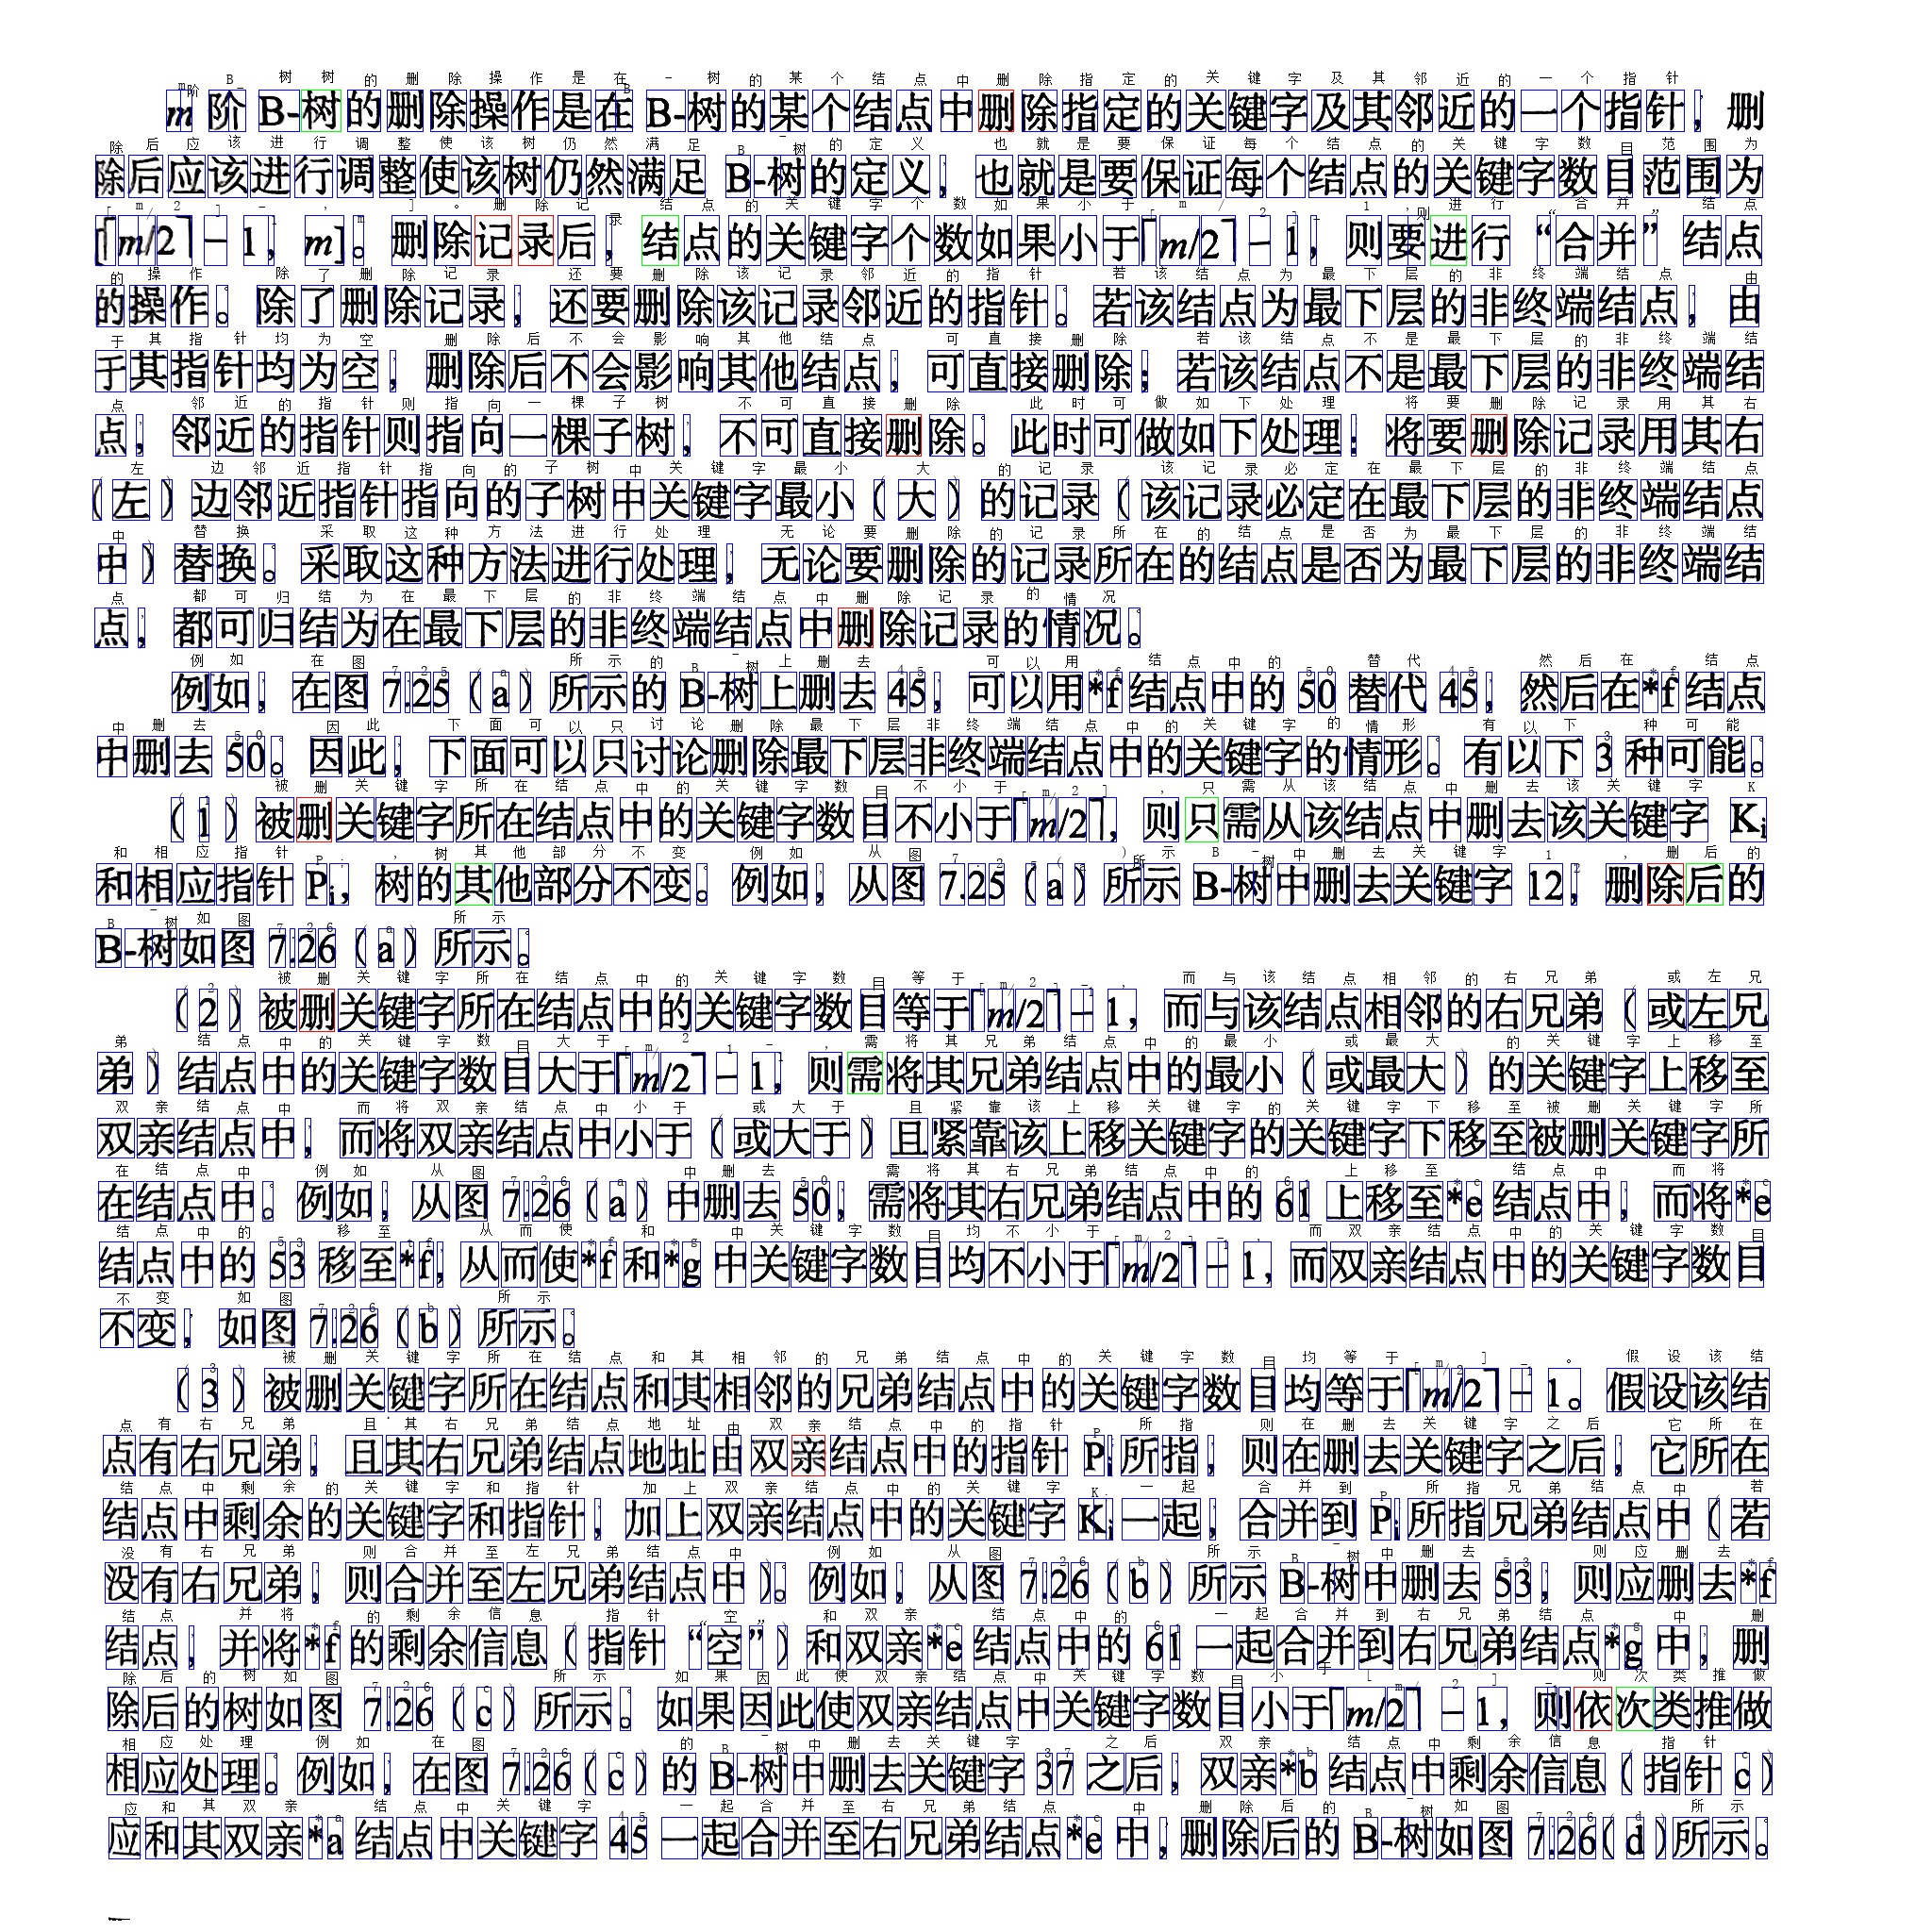 m 阶 B-树的删除操作是在 B-树的某个结点中删除指定的关键字及其邻近的一个指针，删
除后应该进行调整使该树仍然满足 B-树的定义，也就是要保证每个结点的关键字数目范围为
[⌈m/2⌉－1，m]。删除记录后，结点的关键字个数如果小于⌈m/2⌉－1，则要进行“合并”结点
的操作。除了删除记录，还要删除该记录邻近的指针。若该结点为最下层的非终端结点，由
于其指针均为空，删除后不会影响其他结点，可直接删除；若该结点不是最下层的非终端结
点，邻近的指针则指向一棵子树，不可直接删除。此时可做如下处理：将要删除记录用其右
（左）边邻近指针指向的子树中关键字最小（大）的记录（该记录必定在最下层的非终端结点
中）替换。采取这种方法进行处理，无论要删除的记录所在的结点是否为最下层的非终端结
点，都可归结为在最下层的非终端结点中删除记录的情况。
例如，在图 7.25（a）所示的 B-树上删去 45，可以用*f 结点中的 50 替代 45，然后在*f 结点
中删去 50。因此，下面可以只讨论删除最下层非终端结点中的关键字的情形。有以下 3 种可能。
（1）被删关键字所在结点中的关键字数目不小于⌈m/2⌉，则只需从该结点中删去该关键字 Ki
和相应指针 Pi，树的其他部分不变。例如，从图 7.25（a）所示 B-树中删去关键字 12，删除后的
B-树如图 7.26（a）所示。
（2）被删关键字所在结点中的关键字数目等于⌈m/2⌉－1，而与该结点相邻的右兄弟（或左兄
弟）结点中的关键字数目大于⌈m/2⌉－1，则需将其兄弟结点中的最小（或最大）的关键字上移至
双亲结点中，而将双亲结点中小于（或大于）且紧靠该上移关键字的关键字下移至被删关键字所
在结点中。例如，从图 7.26（a）中删去 50，需将其右兄弟结点中的 61 上移至*e 结点中，而将*e
结点中的 53 移至*f，从而使*f 和*g 中关键字数目均不小于⌈m/2⌉－1，而双亲结点中的关键字数目
不变，如图 7.26（b）所示。
（3）被删关键字所在结点和其相邻的兄弟结点中的关键字数目均等于⌈m/2⌉－1。假设该结
点有右兄弟，且其右兄弟结点地址由双亲结点中的指针 Pi 所指，则在删去关键字之后，它所在
结点中剩余的关键字和指针，加上双亲结点中的关键字 Ki 一起，合并到 Pi 所指兄弟结点中（若
没有右兄弟，则合并至左兄弟结点中）。例如，从图 7.26（b）所示 B-树中删去 53，则应删去*f
结点，并将*f 的剩余信息（指针“空”）和双亲*e 结点中的 61 一起合并到右兄弟结点*g 中，删
除后的树如图 7.26（c）所示。如果因此使双亲结点中关键字数目小于⌈m/2⌉－1，则依次类推做
相应处理。例如，在图 7.26（c）的 B-树中删去关键字 37 之后，双亲*b 结点中剩余信息（指针 c）
应和其双亲*a 结点中关键字 45 一起合并至右兄弟结点*e 中，删除后的 B-树如图 7.26(d)所示。